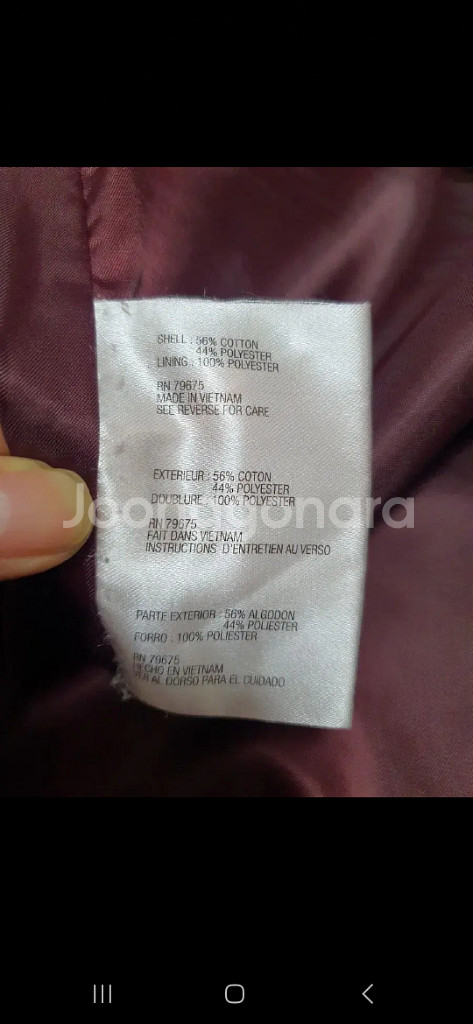 SHELL : 56% COTTON
44% POLYESTER
LINING : 100% POLYESTER
RN 79675
MADE IN VIETNAM
SEE REVERSE FOR CARE
EXTERIEUR : 56% COTON
44% POLYESTER
DOUBLURE : 100% POLYESTER
Joonggonara
RN 79675
FAIT DANS VIETNAM
INSTRUCTIONS D'ENTRETIEN AU VERSO
PARTE EXTERIOR : 56% ALGODON
44% POLIESTER
FORRO : 100% POLIESTER
RN 79675
HECHO EN VIETNAM
VER AL DORSO PARA EL CUIDADO